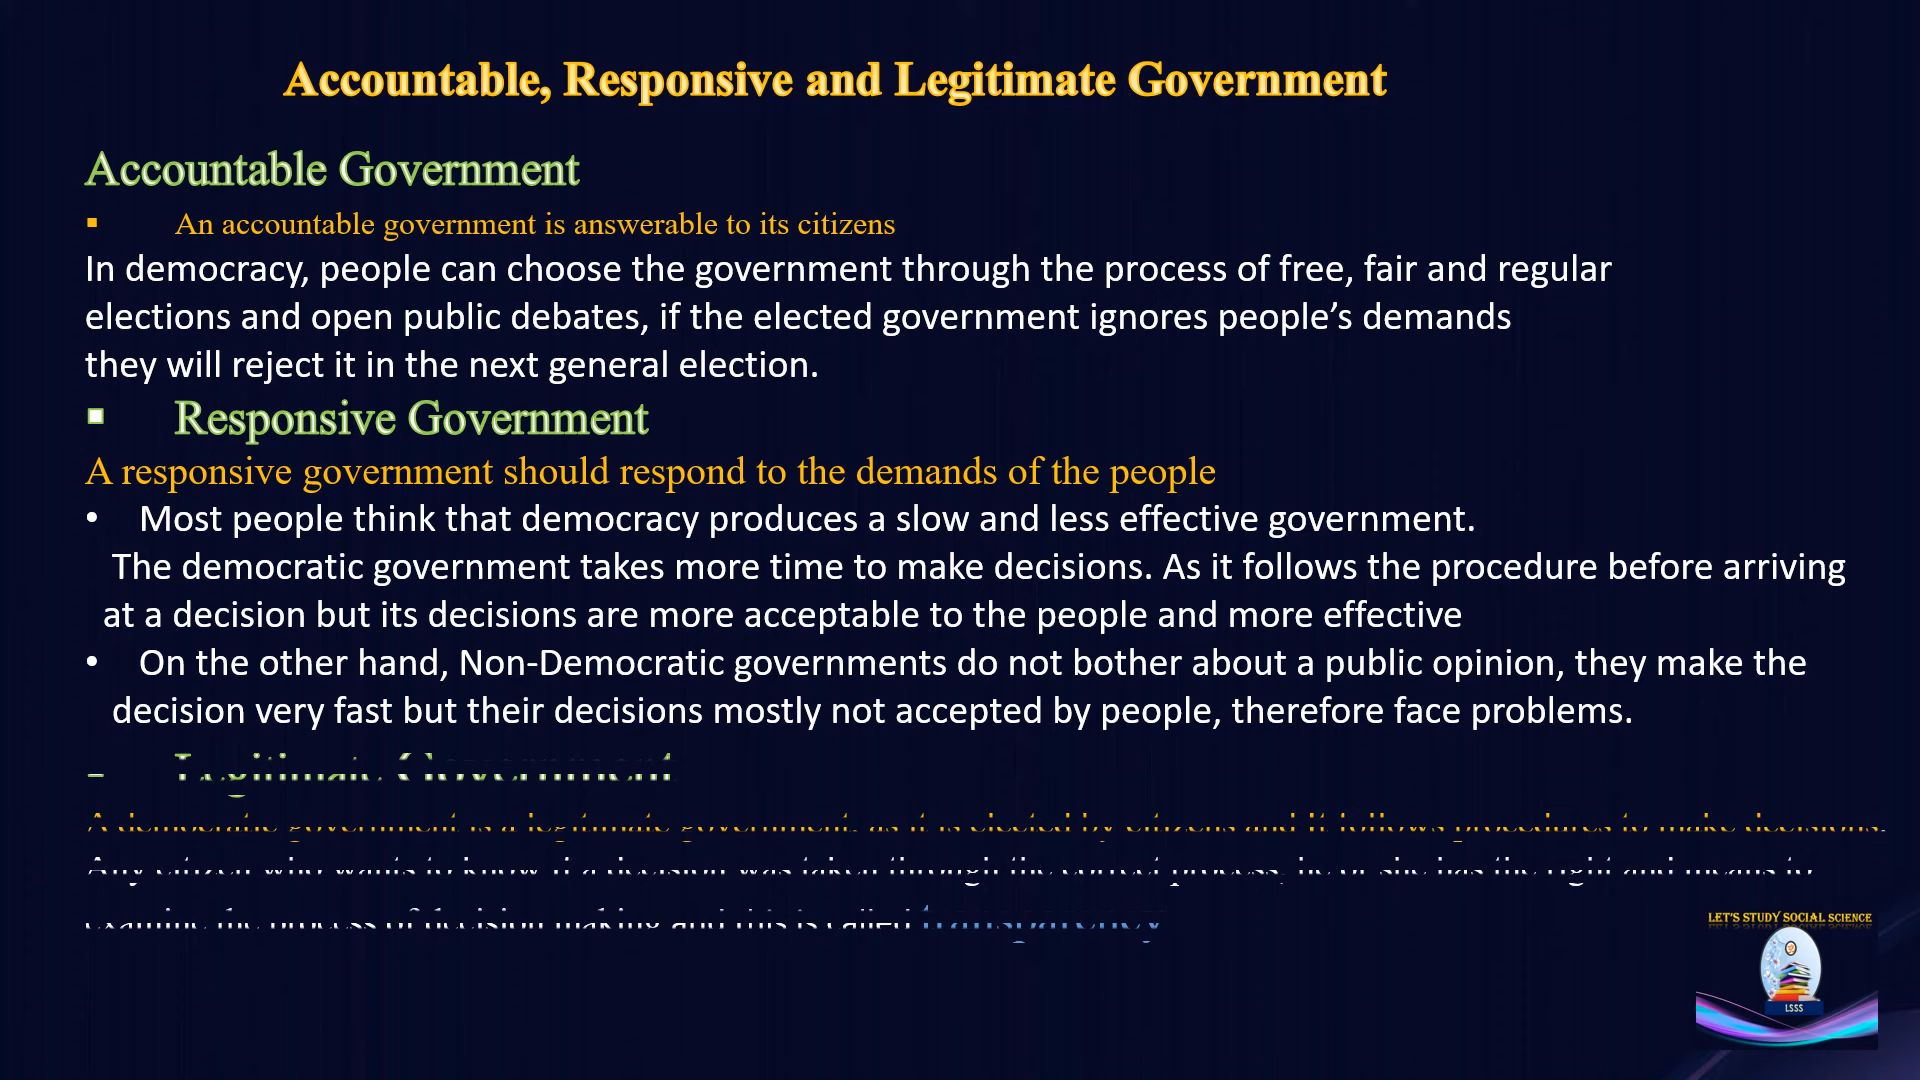 Accountable, Responsive and Legitimate Government
Accountable Government
▪ An accountable government is answerable to its citizens
In democracy, people can choose the government through the process of free, fair and regular
elections and open public debates, if the elected government ignores people’s demands
they will reject it in the next general election.
▪ Responsive Government
A responsive government should respond to the demands of the people
• Most people think that democracy produces a slow and less effective government.
The democratic government takes more time to make decisions. As it follows the procedure before arriving
at a decision but its decisions are more acceptable to the people and more effective
• On the other hand, Non-Democratic governments do not bother about a public opinion, they make the
decision very fast but their decisions mostly not accepted by people, therefore face problems.
Legitimate Government
A democratic government is a legitimate government, as it is elected by citizens and It follows procedures to make decisions.
Any citizen who wants to know if a decision was taken through the correct process, he or she has the right and means to
examine the process of decision making and this is called transparency
LET'S STUDY SOCIAL SCIENCE
LSSS